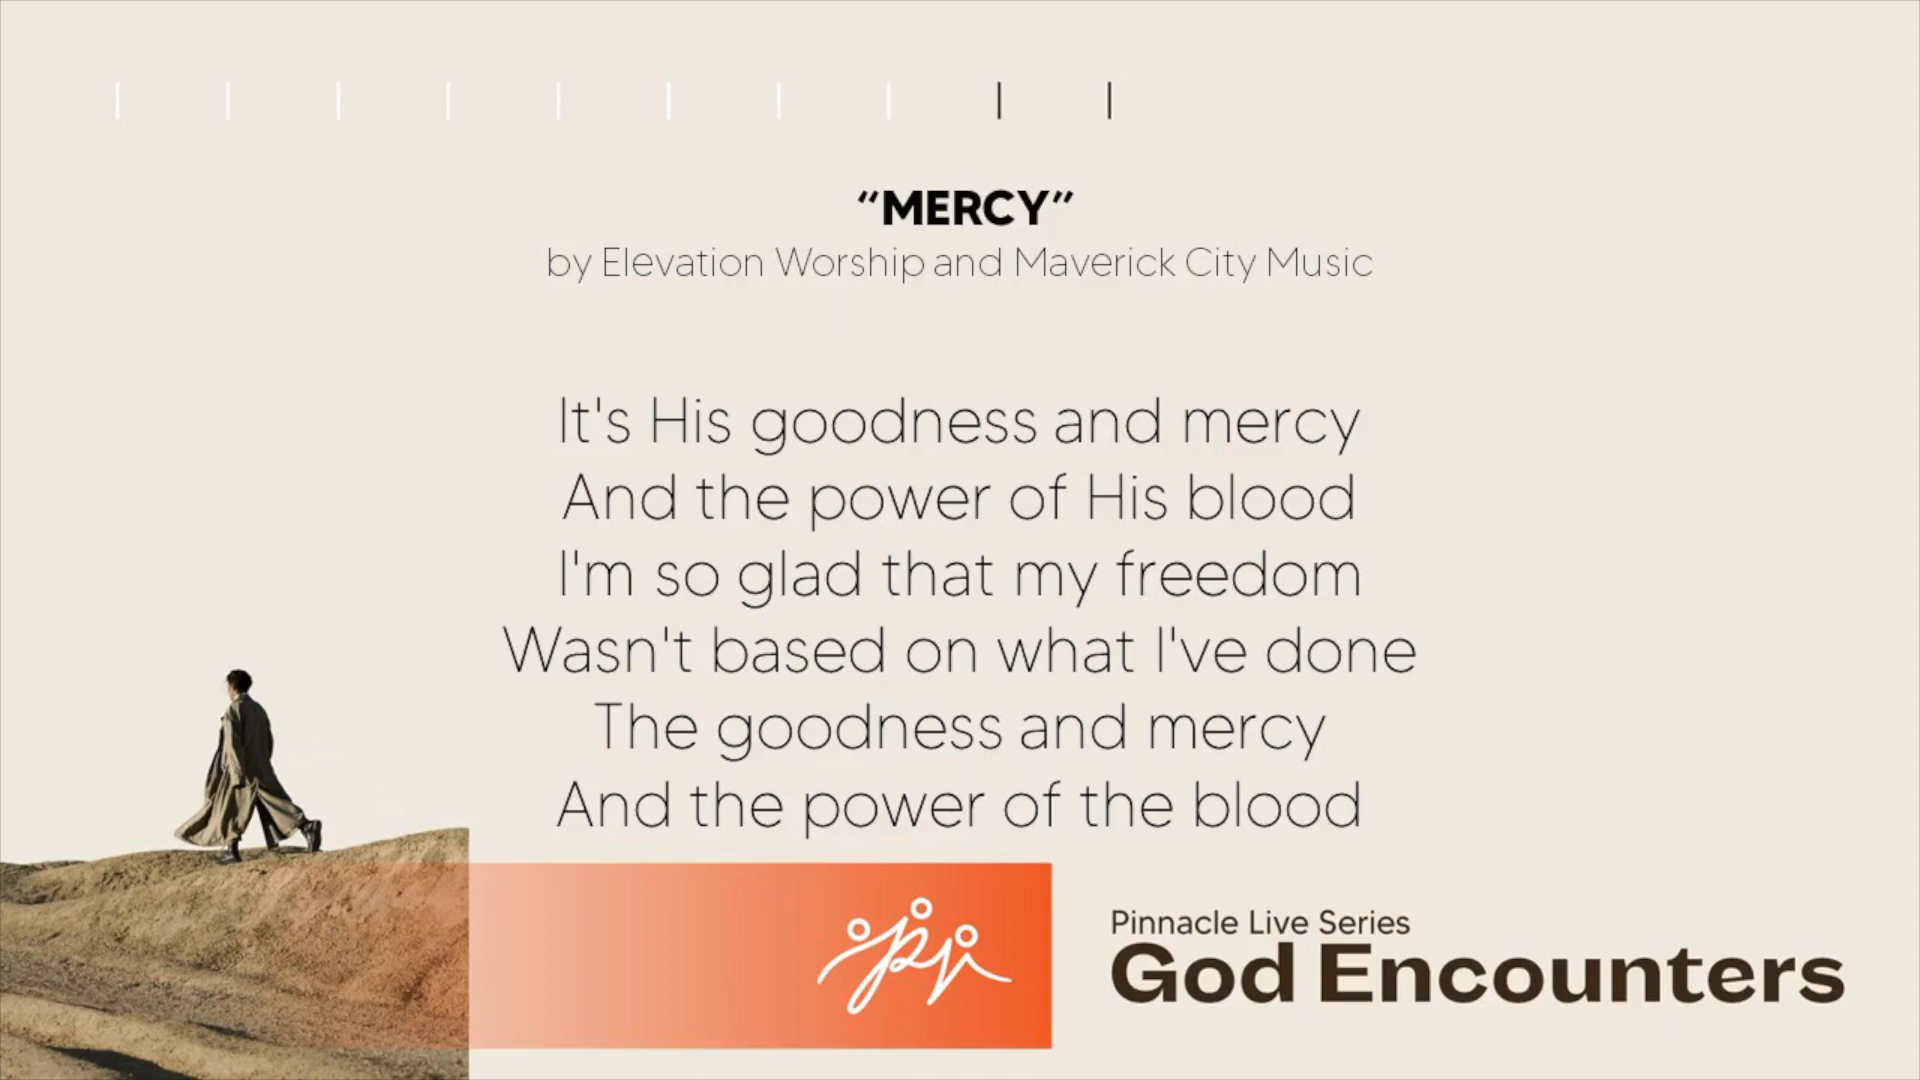 “MERCY”
by Elevation Worship and Maverick City Music
It's His goodness and mercy
And the power of His blood
I'm so glad that my freedom
Wasn't based on what I've done
The goodness and mercy
And the power of the blood
Pinnacle Live Series
God Encounters